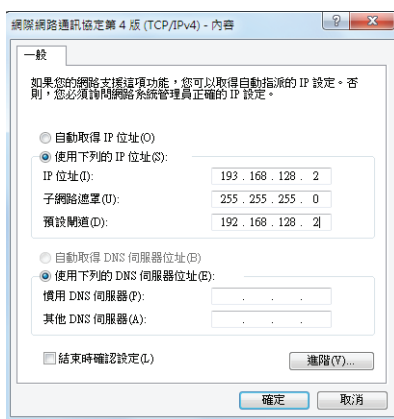 網際網路通訊協定第 4 版 (TCP/IPv4) - 內容
一般
如果您的網路支援這項功能，您可以取得自動指派的 IP 設定。否
則，您必須詢問網路系統管理員正確的 IP 設定。
自動取得 IP 位址(O)
使用下列的 IP 位址(S):
IP 位址(I): 193 . 168 . 128 . 2
子網路遮罩(U): 255 . 255 . 255 . 0
預設閘道(D): 192 . 168 . 128 . 2
自動取得 DNS 伺服器位址(B)
使用下列的 DNS 伺服器位址(E):
慣用 DNS 伺服器(P): . . .
其他 DNS 伺服器(A): . . .
結束時確認設定(L)
進階(V)...
確定 取消